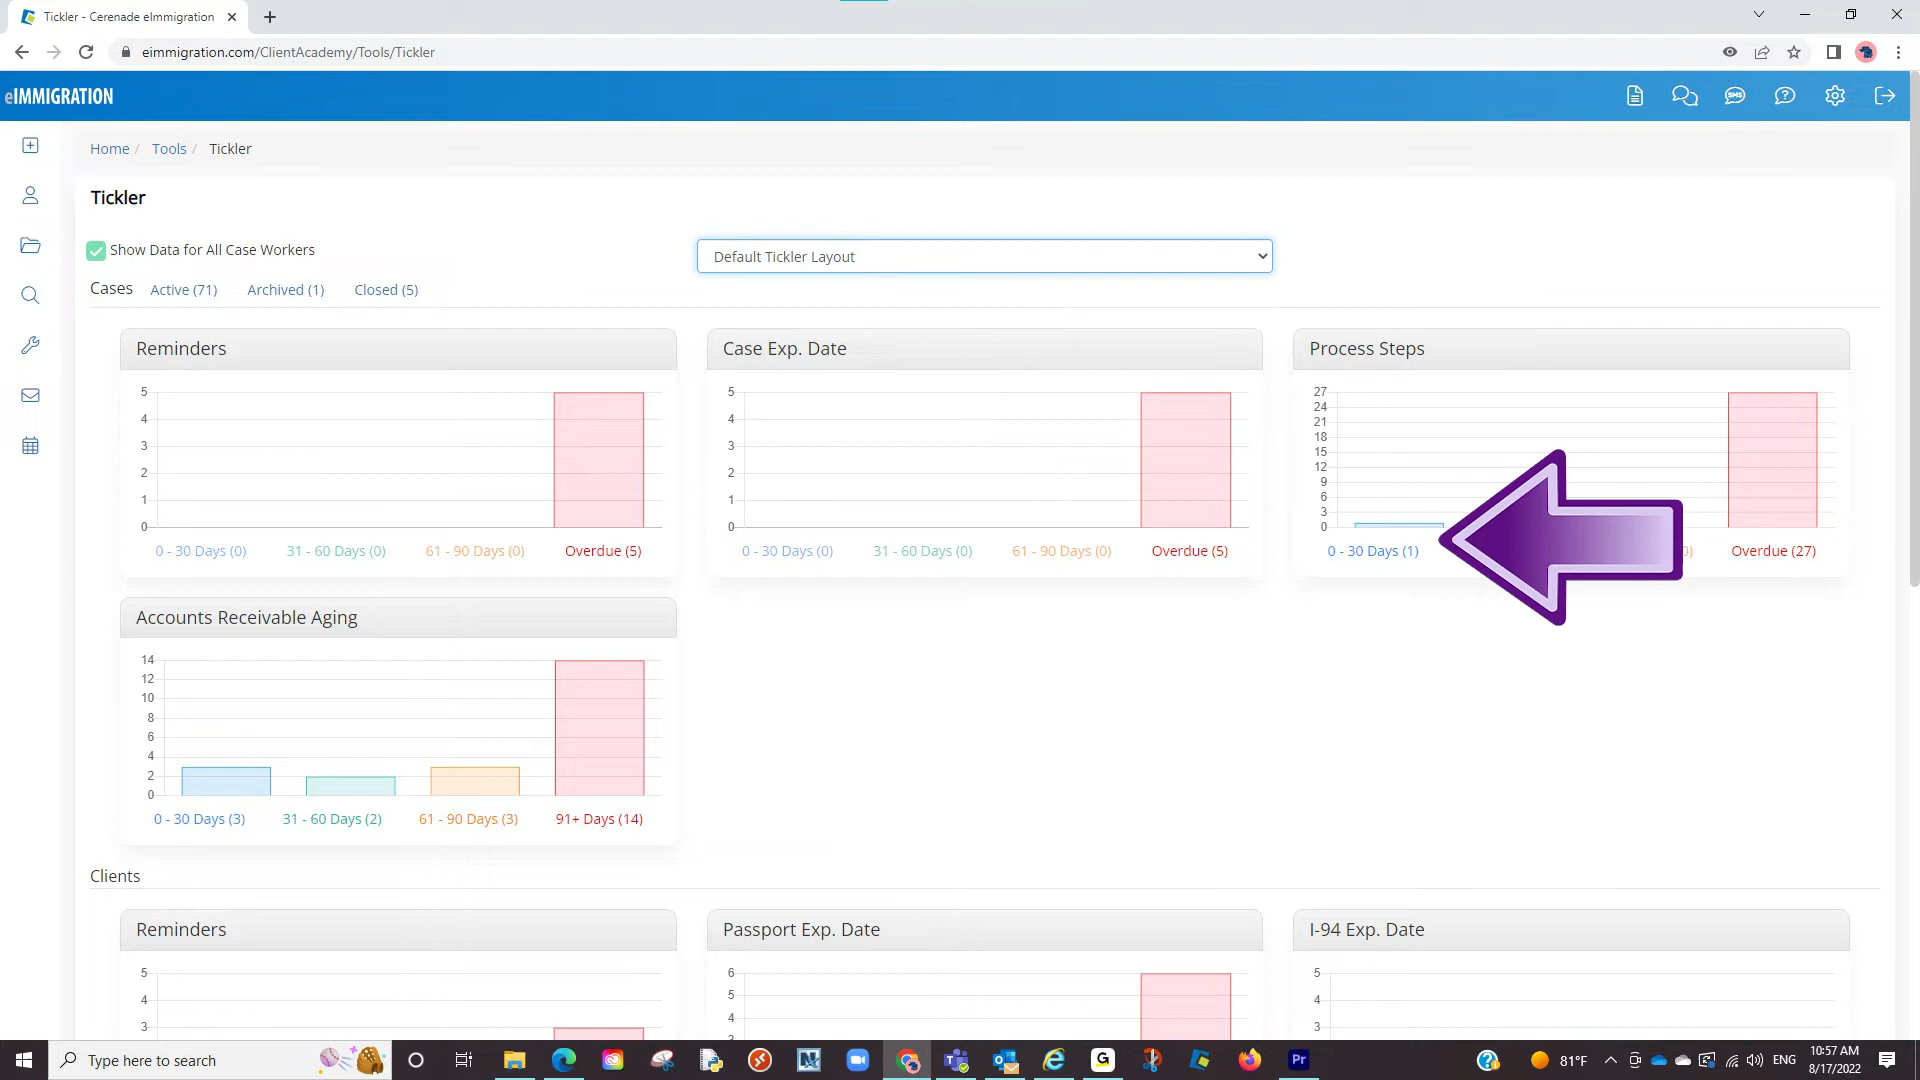 Tickler - Cerenade eImmigration
eimmigration.com/ClientAcademy/Tools/Tickler
eIMMIGRATION
SMS
Home / Tools / Tickler
Tickler
Show Data for All Case Workers
Default Tickler Layout
Cases Active (71) Archived (1) Closed (5)
Reminders
5
4
3
2
1
0
0 - 30 Days (0) 31 - 60 Days (0) 61 - 90 Days (0) Overdue (5)
Case Exp. Date
5
4
3
2
1
0
0 - 30 Days (0) 31 - 60 Days (0) 61 - 90 Days (0) Overdue (5)
Process Steps
27
24
21
18
15
12
9
6
3
0
0 - 30 Days (1) 0) Overdue (27)
Accounts Receivable Aging
14
12
10
8
6
4
2
0
0 - 30 Days (3) 31 - 60 Days (2) 61 - 90 Days (3) 91+ Days (14)
Clients
Reminders
5
4
3
Passport Exp. Date
6
5
4
I-94 Exp. Date
5
4
3
Type here to search
Pr
81°F
ENG
10:57 AM
8/17/2022